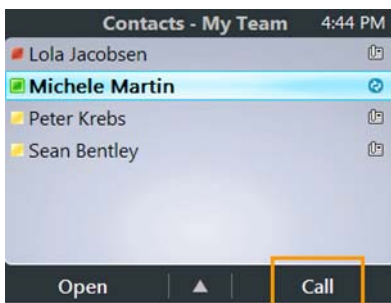 Contacts - My Team 4:44 PM
Lola Jacobsen
Michele Martin
Peter Krebs
Sean Bentley
Open Call